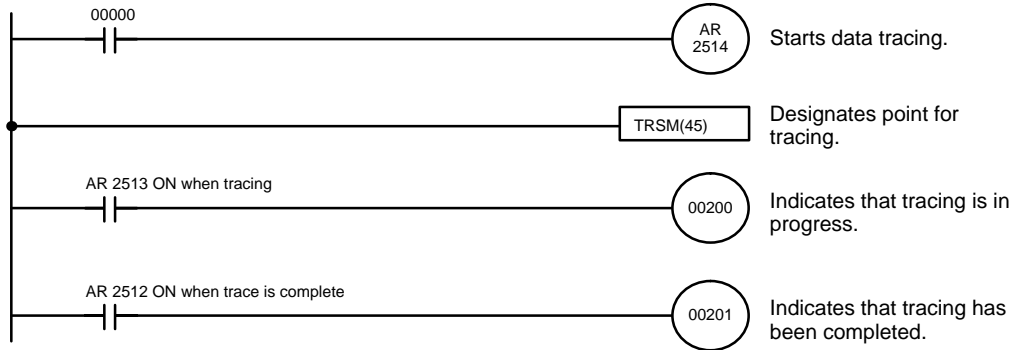 00000
AR
2514
Starts data tracing.
TRSM(45)
Designates point for
tracing.
AR 2513 ON when tracing
00200
Indicates that tracing is in
progress.
AR 2512 ON when trace is complete
00201
Indicates that tracing has
been completed.